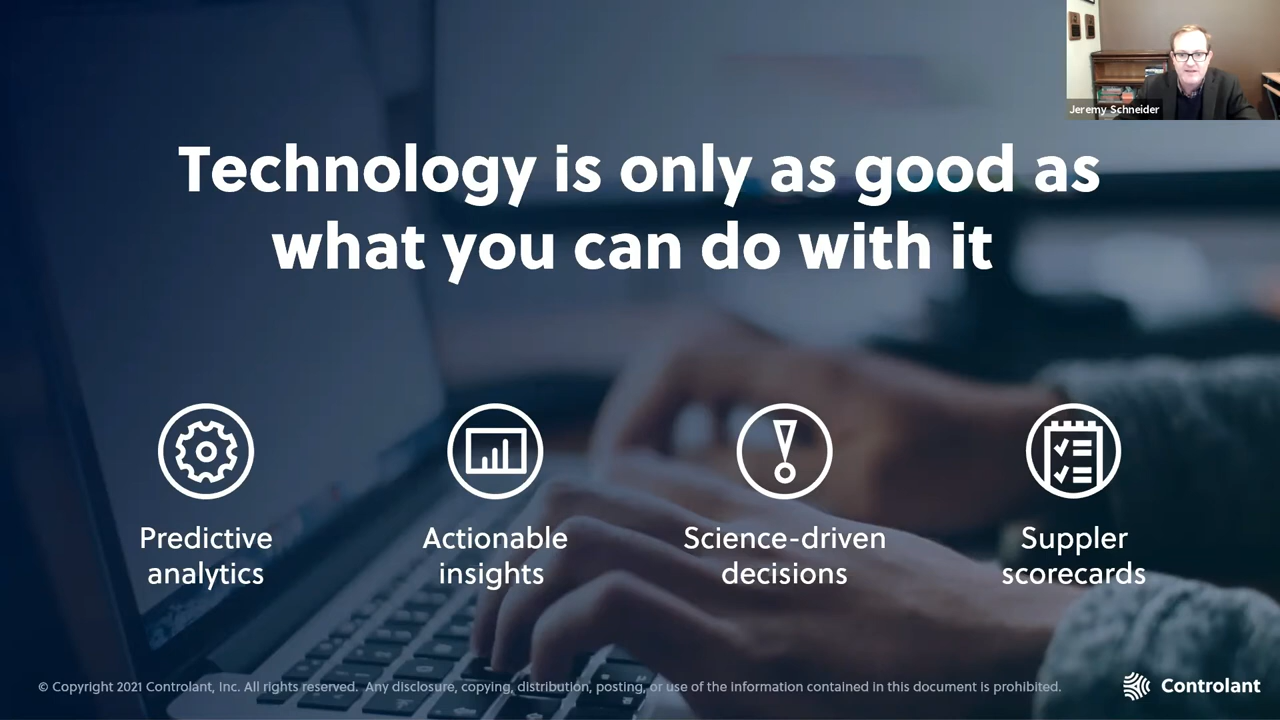 Jeremy Schneider
Technology is only as good as
what you can do with it
Predictive
analytics
Actionable
insights
Science-driven
decisions
Suppler
scorecards
© Copyright 2021 Controlant, Inc. All rights reserved.  Any disclosure, copying, distribution, posting, or use of the information contained in this document is prohibited.
Controlant